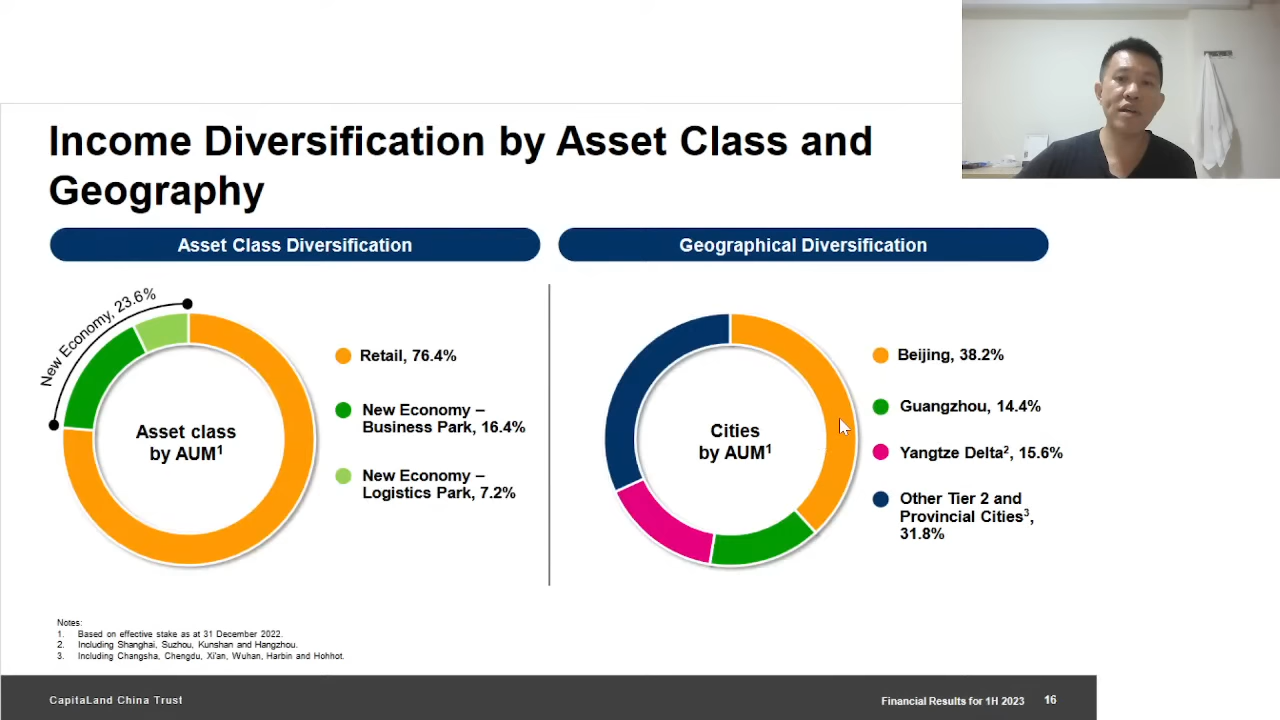 Income Diversification by Asset Class and
Geography
Asset Class Diversification
Geographical Diversification
New Economy, 23.6%
Asset class
by AUM1
Retail, 76.4%
New Economy –
Business Park, 16.4%
New Economy –
Logistics Park, 7.2%
Cities
by AUM1
Beijing, 38.2%
Guangzhou, 14.4%
Yangtze Delta2, 15.6%
Other Tier 2 and
Provincial Cities3,
31.8%
Notes:
1. Based on effective stake as at 31 December 2022.
2. Including Shanghai, Suzhou, Kunshan and Hangzhou.
3. Including Changsha, Chengdu, Xi'an, Wuhan, Harbin and Hohhot.
CapitaLand China Trust
Financial Results for 1H 2023 16